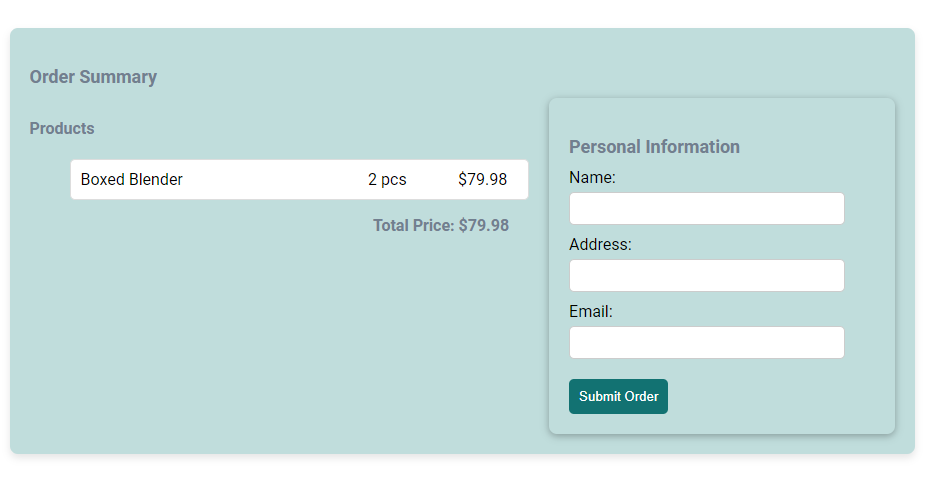 Order Summary
Products
Boxed Blender 2 pcs $79.98
Total Price: $79.98
Personal Information
Name:
Address:
Email:
Submit Order